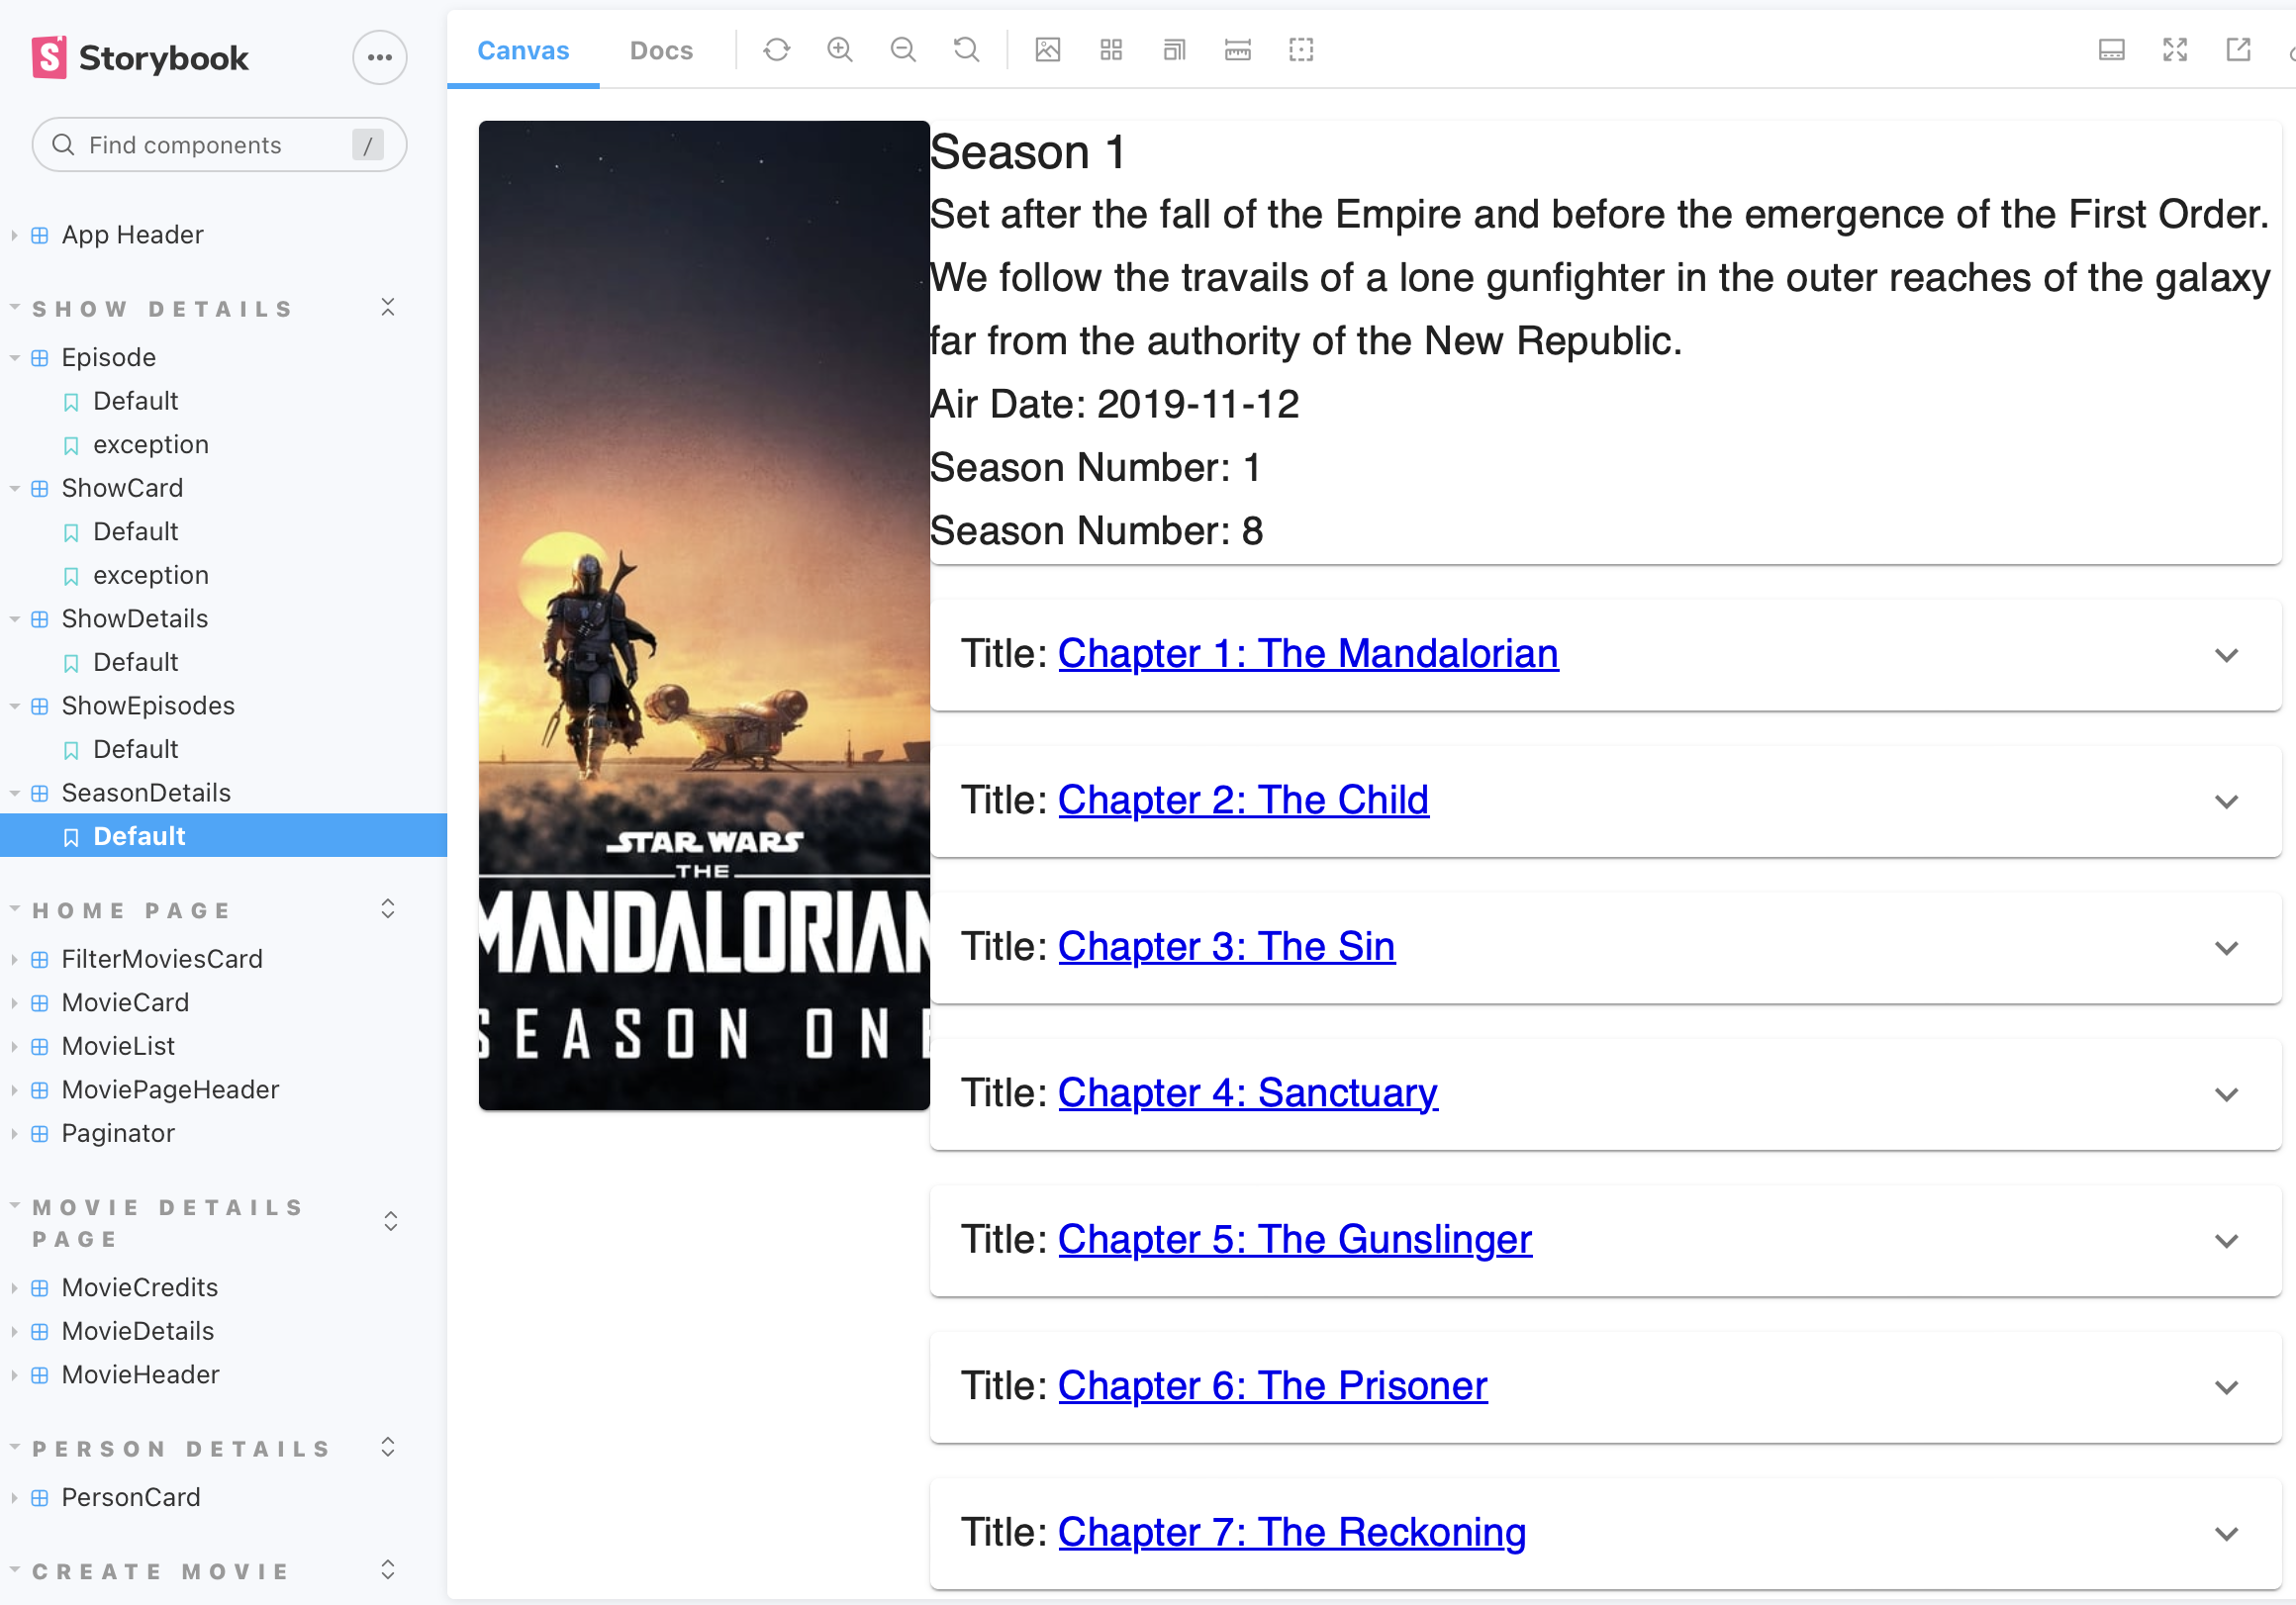 Storybook
Find components
/
App Header
SHOW DETAILS
Episode
Default
exception
ShowCard
Default
exception
ShowDetails
Default
ShowEpisodes
Default
SeasonDetails
Default
HOME PAGE
FilterMoviesCard
MovieCard
MovieList
MoviePageHeader
Paginator
MOVIE DETAILS
PAGE
MovieCredits
MovieDetails
MovieHeader
PERSON DETAILS
PersonCard
CREATE MOVIE
Canvas
Docs
STAR WARS
THE
MANDALORIAN
SEASON ONE
Season 1
Set after the fall of the Empire and before the emergence of the First Order.
We follow the travails of a lone gunfighter in the outer reaches of the galaxy
far from the authority of the New Republic.
Air Date: 2019-11-12
Season Number: 1
Season Number: 8
Title: Chapter 1: The Mandalorian
Title: Chapter 2: The Child
Title: Chapter 3: The Sin
Title: Chapter 4: Sanctuary
Title: Chapter 5: The Gunslinger
Title: Chapter 6: The Prisoner
Title: Chapter 7: The Reckoning